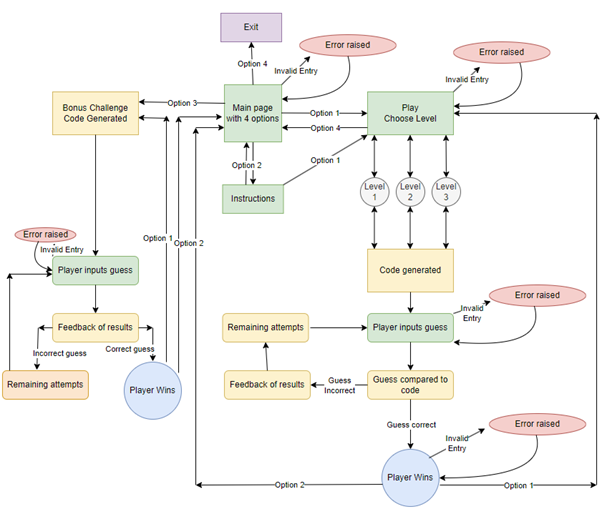 Exit
Error raised
Error raised
Option 4
Invalid Entry
Invalid Entry
Bonus Challenge
Code Generated
Option 3
Main page
with 4 options
Option 1
Option 4
Play
Choose Level
Option 2
Option 1
Instructions
Level
1
Level
2
Level
3
Error raised
Invalid Entry
Option 1
Option 2
Player inputs guess
Code generated
Error raised
Invalid
Entry
Feedback of results
Remaining attempts
Player inputs guess
Incorrect guess
Correct guess
Remaining attempts
Player Wins
Feedback of results
Guess
Incorrect
Guess compared to
code
Guess correct
Error raised
Invalid
Entry
Player Wins
Option 2
Option 1